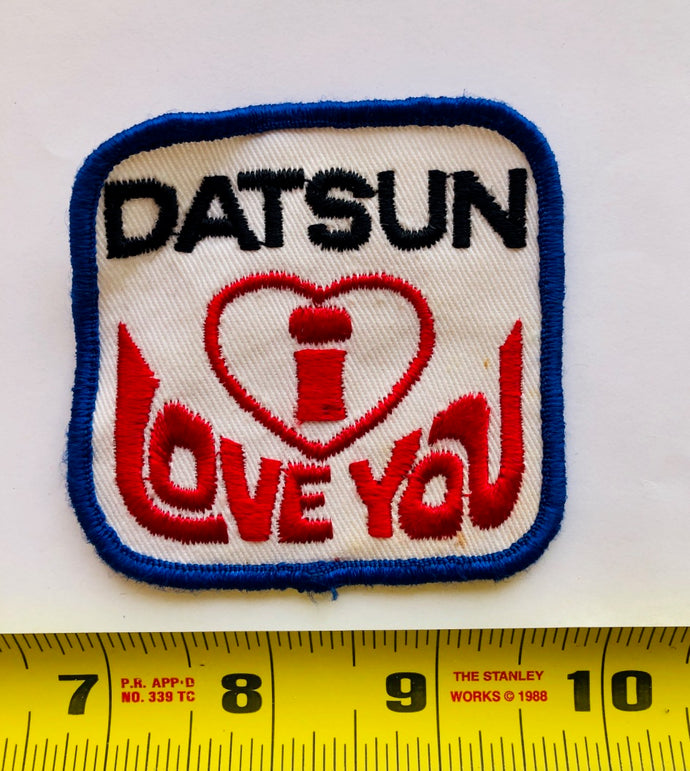 DATSUN
i
LOVE YOU
7 P.R. APP'D 8 9 THE STANLEY 10
NO. 339 TC WORKS © 1988